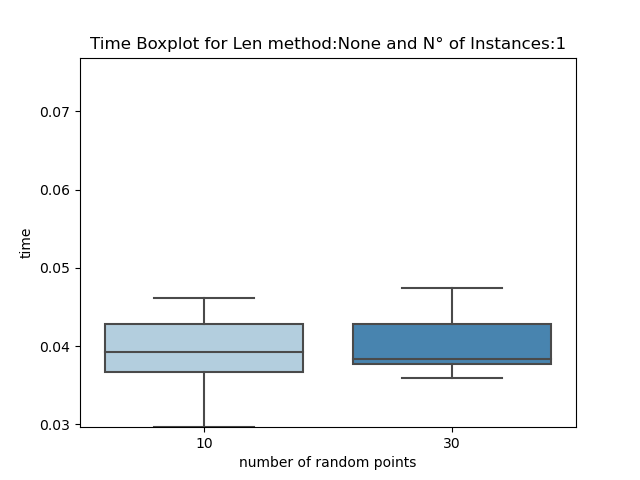 Time Boxplot for Len method:None and N° of Instances:1
0.07
0.06
0.05
0.04
0.03
time
10 30
number of random points